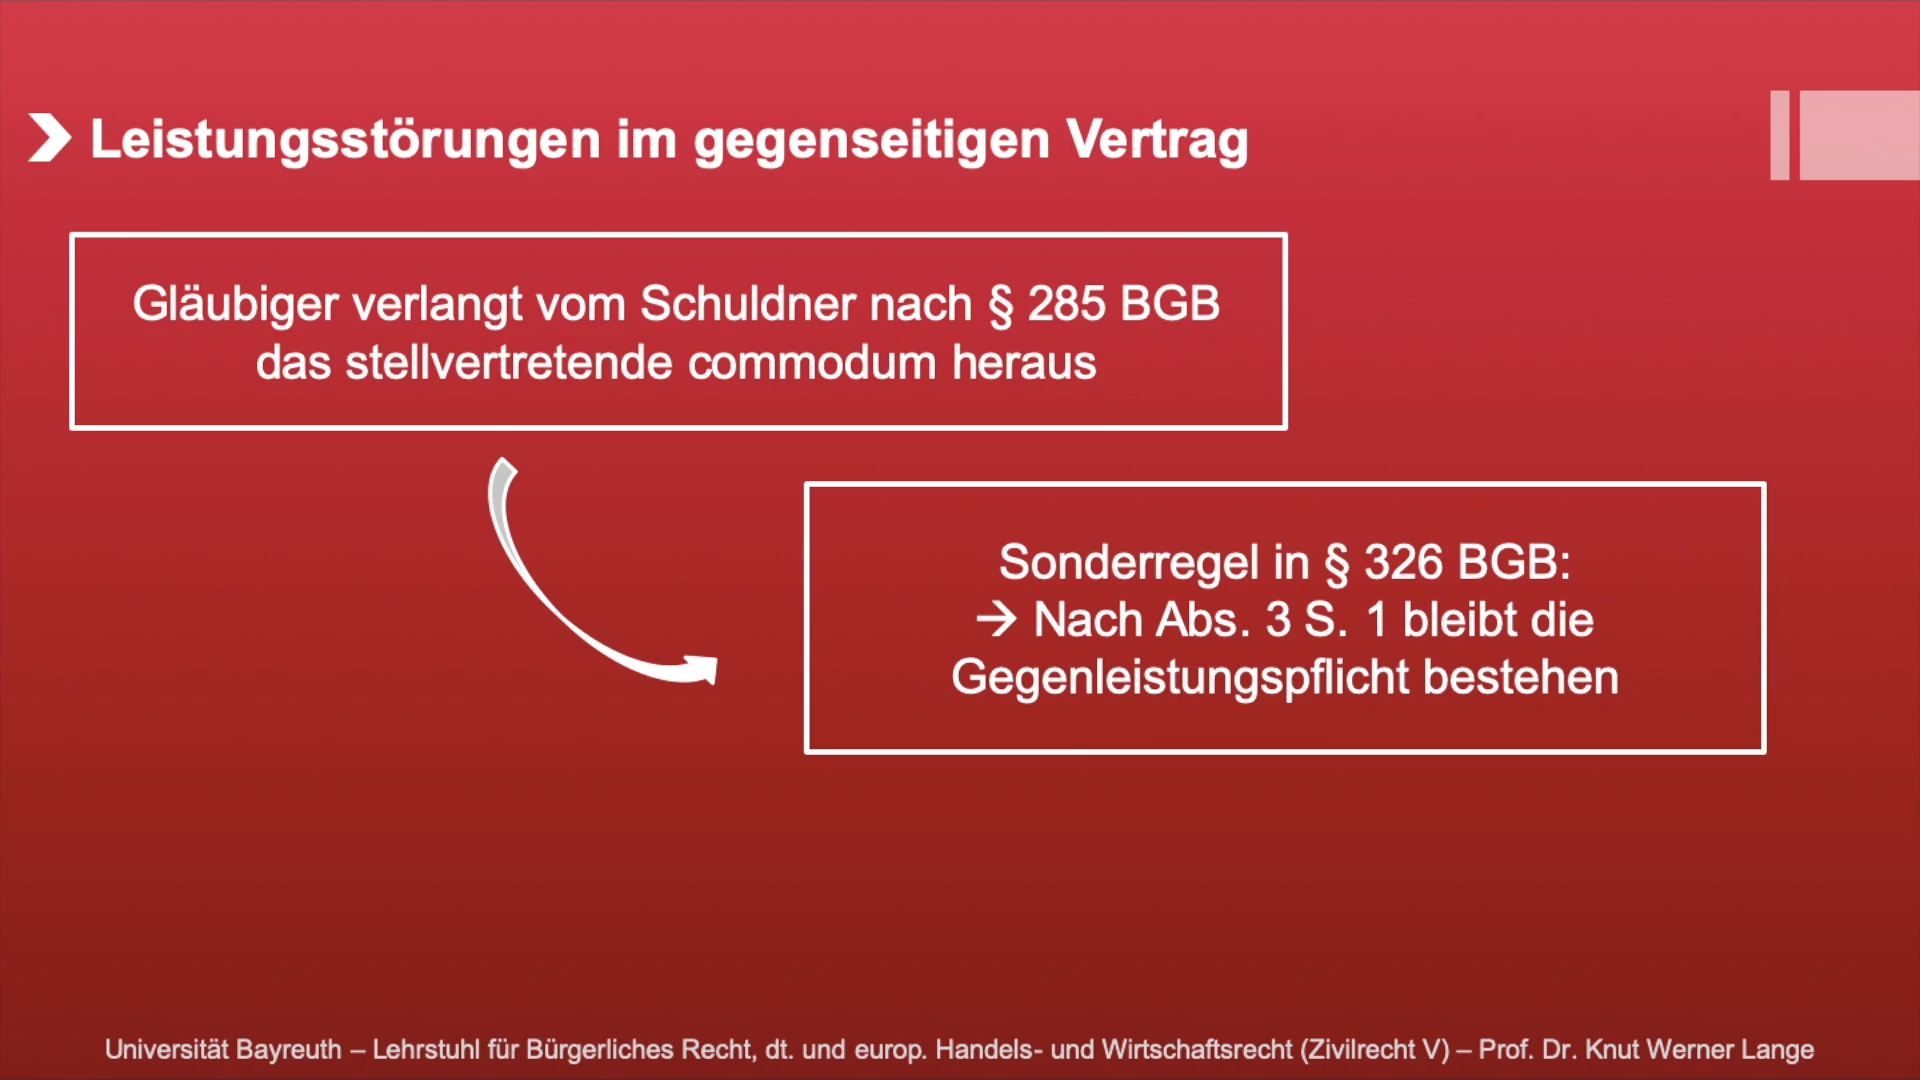 Leistungsstörungen im gegenseitigen Vertrag
Gläubiger verlangt vom Schuldner nach § 285 BGB
das stellvertretende commodum heraus
Sonderregel in § 326 BGB:
→ Nach Abs. 3 S. 1 bleibt die
Gegenleistungspflicht bestehen
Universität Bayreuth – Lehrstuhl für Bürgerliches Recht, dt. und europ. Handels- und Wirtschaftsrecht (Zivilrecht V) – Prof. Dr. Knut Werner Lange